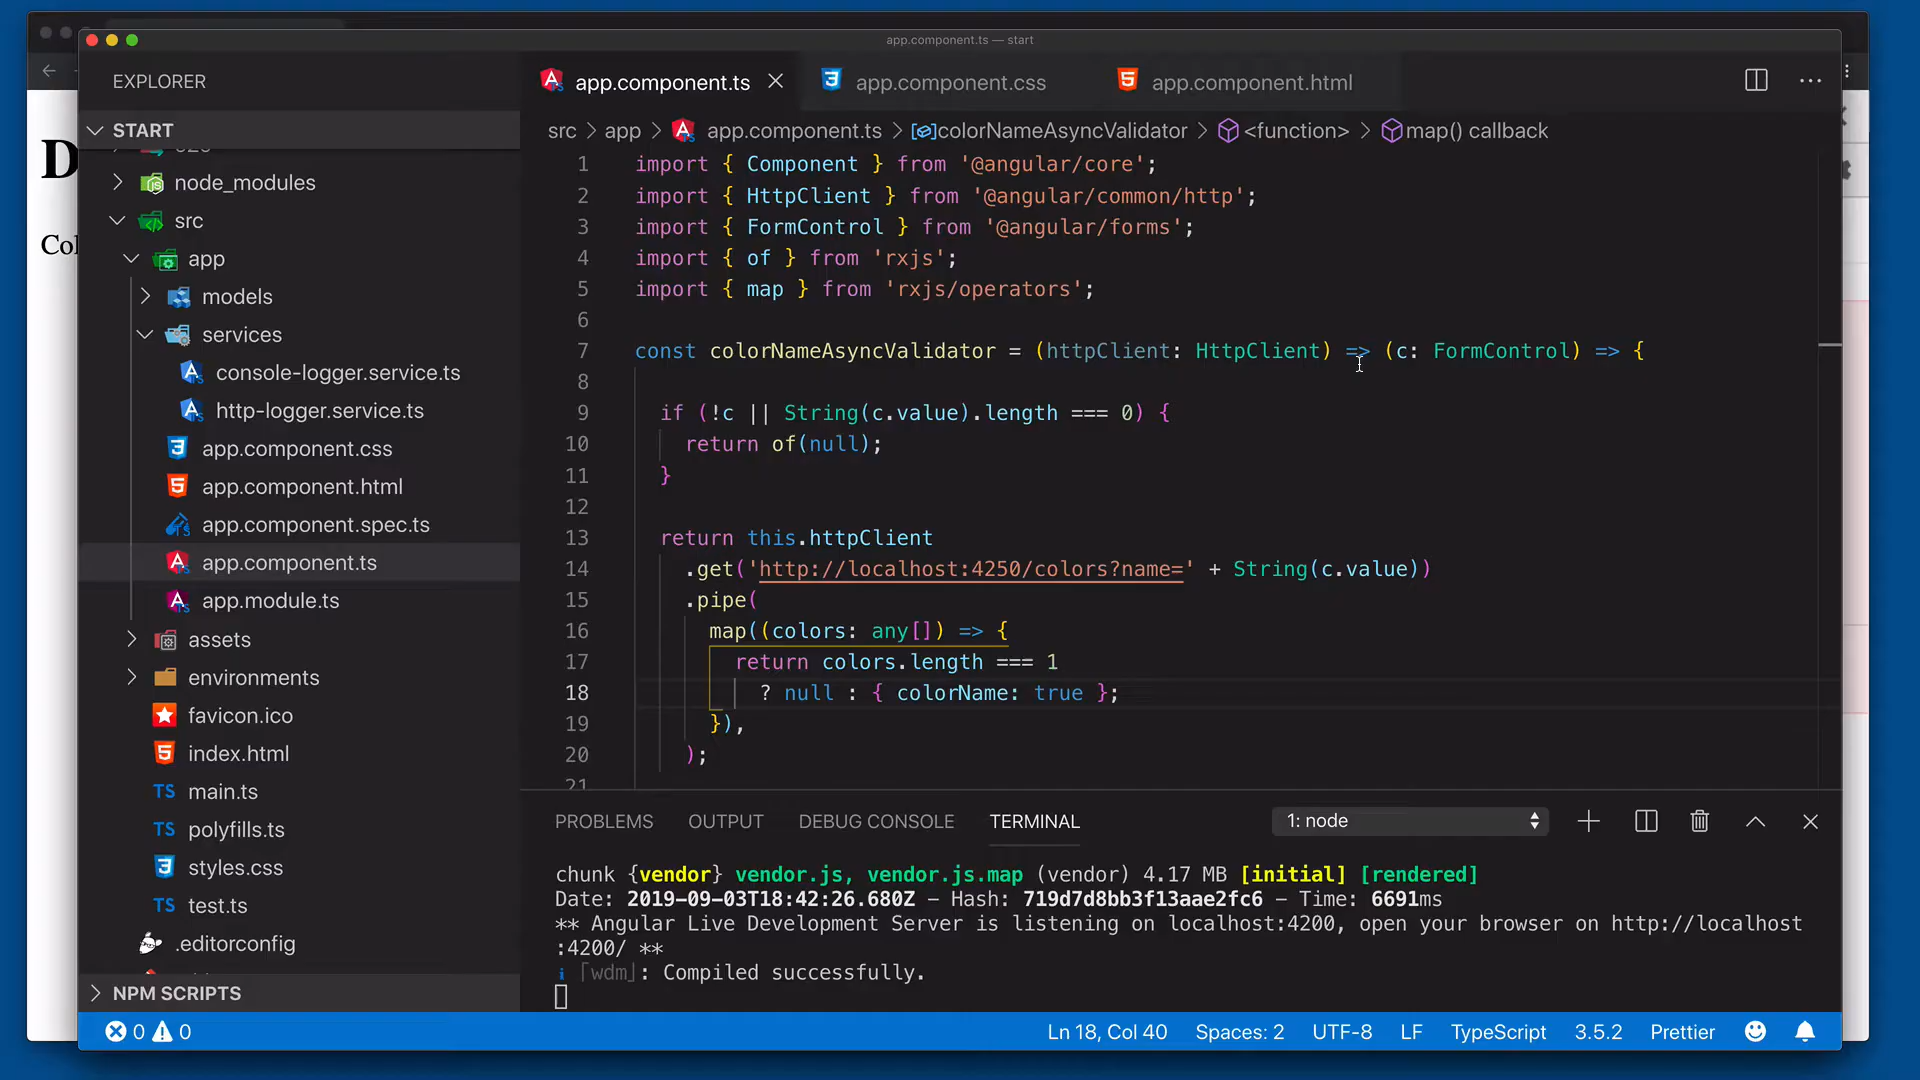 app.component.ts — start
EXPLORER
START
node_modules
src
app
models
services
console-logger.service.ts
http-logger.service.ts
app.component.css
app.component.html
app.component.spec.ts
app.component.ts
app.module.ts
assets
environments
favicon.ico
index.html
TS main.ts
TS polyfills.ts
styles.css
TS test.ts
.editorconfig
NPM SCRIPTS
D
Col
app.component.ts
app.component.css
app.component.html
src > app > app.component.ts > colorNameAsyncValidator > <function> > map() callback
1 import { Component } from '@angular/core';
2 import { HttpClient } from '@angular/common/http';
3 import { FormControl } from '@angular/forms';
4 import { of } from 'rxjs';
5 import { map } from 'rxjs/operators';
6
7 const colorNameAsyncValidator = (httpClient: HttpClient) => (c: FormControl) => {
8
9 if (!c || String(c.value).length === 0) {
10 return of(null);
11 }
12
13 return this.httpClient
14 .get('http://localhost:4250/colors?name=' + String(c.value))
15 .pipe(
16 map((colors: any[]) => {
17 return colors.length === 1
18 ? null : { colorName: true };
19 }),
20 );
21
PROBLEMS OUTPUT DEBUG CONSOLE TERMINAL 1: node
chunk {vendor} vendor.js, vendor.js.map (vendor) 4.17 MB [initial] [rendered]
Date: 2019-09-03T18:42:26.680Z - Hash: 719d7d8bb3f13aae2fc6 - Time: 6691ms
** Angular Live Development Server is listening on localhost:4200, open your browser on http://localhost
:4200/ **
i ｢wdm｣: Compiled successfully.
0 0 Ln 18, Col 40 Spaces: 2 UTF-8 LF TypeScript 3.5.2 Prettier